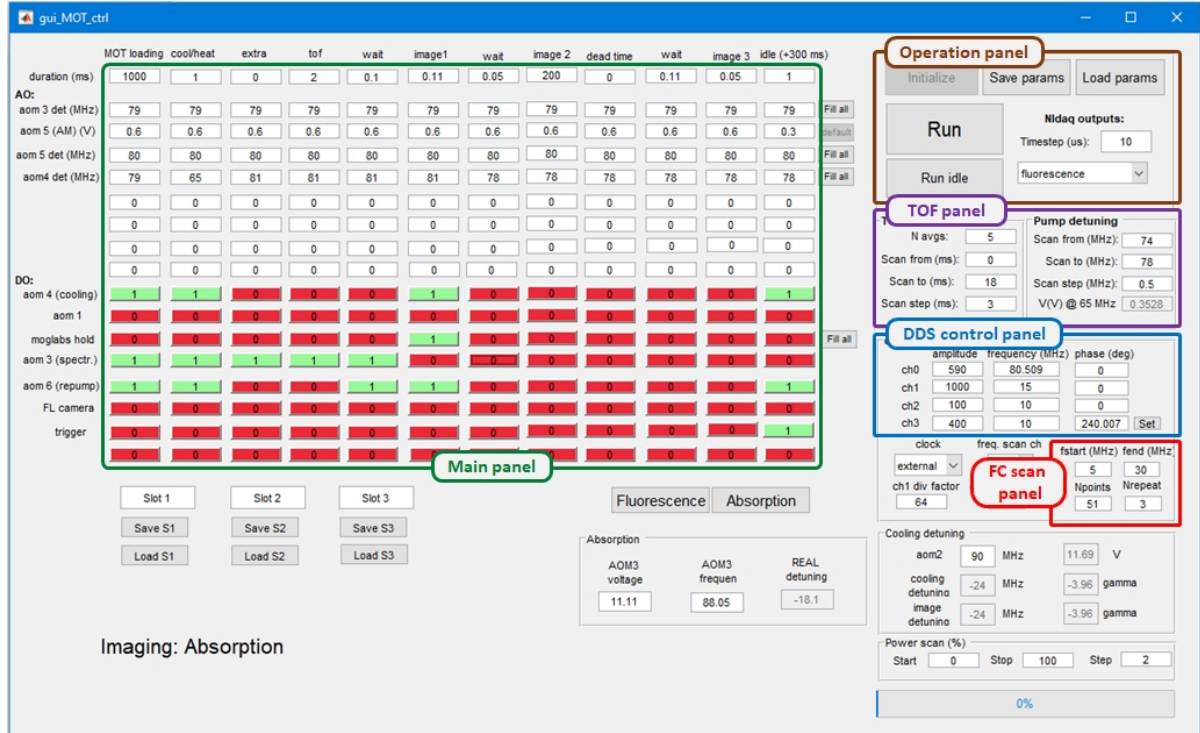 gui_MOT_ctrl
MOT loading cool/heat extra tof wait image1 wait image 2 dead time wait image 3 idle (+300 ms)
duration (ms) 1000 1 0 2 0.1 0.11 0.05 200 0 0.11 0.05 1
AO:
aom 3 det (MHz) 79 79 79 79 79 79 79 79 79 79 79 79 Fill all
aom 5 (AM) (V) 0.6 0.6 0.6 0.6 0.6 0.6 0.6 0.6 0.6 0.6 0.6 0.3 default
aom 5 det (MHz) 80 80 80 80 80 80 80 80 80 80 80 80 Fill all
aom4 det (MHz) 79 65 81 81 81 81 78 78 78 78 78 78 Fill all
0 0 0 0 0 0 0 0 0 0 0 0
0 0 0 0 0 0 0 0 0 0 0 0
0 0 0 0 0 0 0 0 0 0 0 0
0 0 0 0 0 0 0 0 0 0 0 0
DO:
aom 4 (cooling) 1 1 0 0 0 1 0 0 0 0 0 1
aom 1 0 0 0 0 0 0 0 0 0 0 0 0
moglabs hold 0 0 0 0 0 1 0 0 0 0 0 0 Fill all
aom 3 (spectr.) 1 1 1 1 1 0 0 0 0 0 0 0
aom 6 (repump) 1 1 0 0 1 1 0 0 0 0 0 1
FL camera 0 0 0 0 0 0 0 0 0 0 0 0
trigger 0 0 0 0 0 0 0 0 0 0 0 1
0 0 0 0 0 0 0 0 0 0 0 0
Main panel
Slot 1 Slot 2 Slot 3
Save S1 Save S2 Save S3
Load S1 Load S2 Load S3
Fluorescence Absorption
Absorption
AOM3 voltage AOM3 frequen REAL detuning
11.11 88.05 -18.1
Imaging: Absorption
Operation panel
Initialize Save params Load params
Run
NIdaq outputs:
Timestep (us): 10
Run idle fluorescence
TOF panel
T
N avgs: 5
Scan from (ms): 0
Scan to (ms): 18
Scan step (ms): 3
Pump detuning
Scan from (MHz): 74
Scan to (MHz): 78
Scan step (MHz): 0.5
V(V) @ 65 MHz 0.3528
DDS control panel
amplitude frequency (MHz) phase (deg)
ch0 590 80.509 0
ch1 1000 15 0
ch2 100 10 0
ch3 400 10 240.007 Set
clock freq. scan ch
external
ch1 div factor
64
FC scan
panel
fstart (MHz) fend (MHz
5 30
Npoints Nrepeat
51 3
Cooling detuning
aom2 90 MHz 11.69 V
cooling detuning -24 MHz -3.96 gamma
image detuning -24 MHz -3.96 gamma
Power scan (%)
Start 0 Stop 100 Step 2
0%